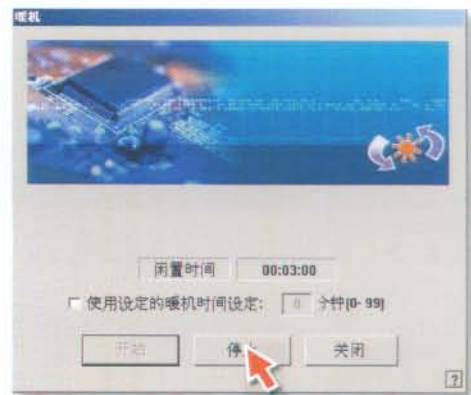 暖机
闲置时间 00:03:00
使用设定的暖机时间设定: 0 分钟(0-99)
开始 停 关闭
?